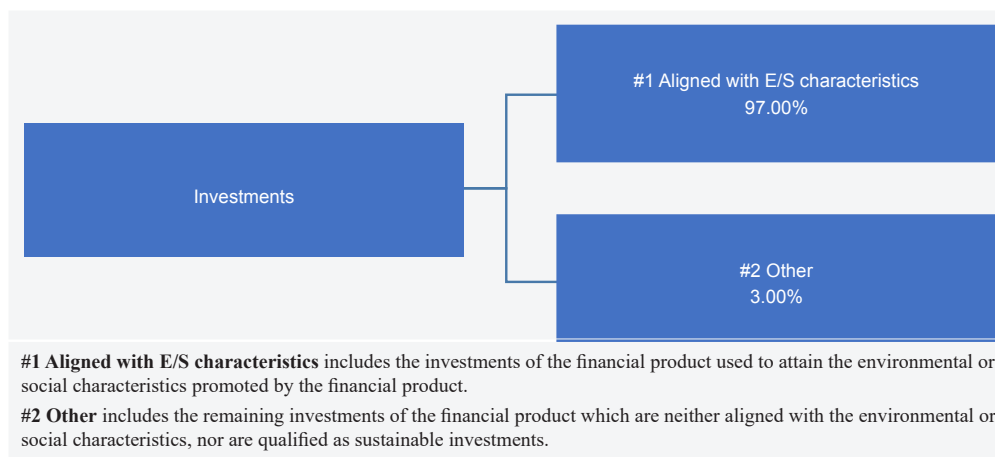 #1 Aligned with E/S characteristics
97.00%
Investments
#2 Other
3.00%
#1 Aligned with E/S characteristics includes the investments of the financial product used to attain the environmental or
social characteristics promoted by the financial product.
#2 Other includes the remaining investments of the financial product which are neither aligned with the environmental or
social characteristics, nor are qualified as sustainable investments.